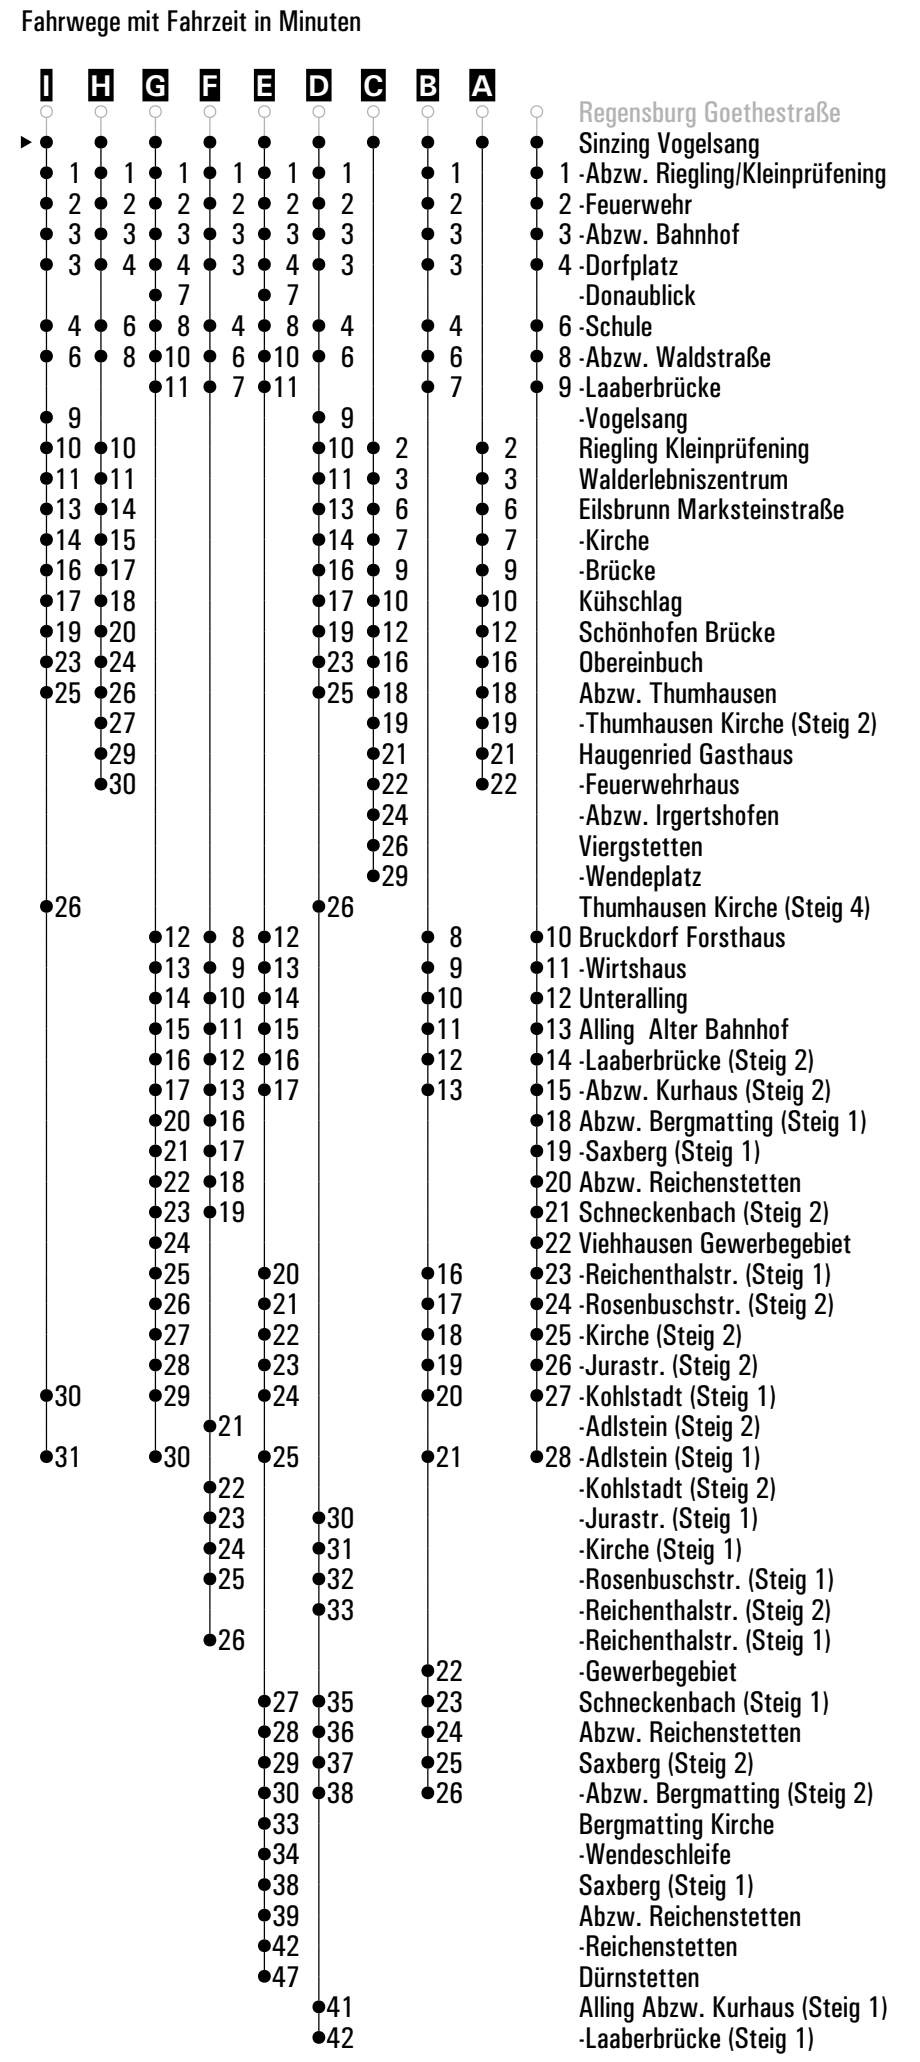 Fahrwege mit Fahrzeit in Minuten
I H G F E D C B A
Regensburg Goethestraße
Sinzing Vogelsang
1 1 1 1 1 1 1 1 -Abzw. Riegling/Kleinprüfening
2 2 2 2 2 2 2 2 -Feuerwehr
3 3 3 3 3 3 3 3 -Abzw. Bahnhof
3 4 4 3 4 3 3 4 -Dorfplatz
7 7 -Donaublick
4 6 8 4 8 4 4 6 -Schule
6 8 10 6 10 6 6 8 -Abzw. Waldstraße
11 7 11 7 9 -Laaberbrücke
9 9 -Vogelsang
10 10 10 2 2 Riegling Kleinprüfening
11 11 11 3 3 Walderlebniszentrum
13 14 13 6 6 Eilsbrunn Marksteinstraße
14 15 14 7 7 -Kirche
16 17 16 9 9 -Brücke
17 18 17 10 10 Kühschlag
19 20 19 12 12 Schönhofen Brücke
23 24 23 16 16 Obereinbuch
25 26 25 18 18 Abzw. Thumhausen
27 19 19 -Thumhausen Kirche (Steig 2)
29 21 21 Haugenried Gasthaus
30 22 22 -Feuerwehrhaus
24 -Abzw. Irgertshofen
26 Viergstetten
29 -Wendeplatz
26 26 Thumhausen Kirche (Steig 4)
12 8 12 8 10 Bruckdorf Forsthaus
13 9 13 9 11 -Wirtshaus
14 10 14 10 12 Unteralling
15 11 15 11 13 Alling Alter Bahnhof
16 12 16 12 14 -Laaberbrücke (Steig 2)
17 13 17 13 15 -Abzw. Kurhaus (Steig 2)
20 16 18 Abzw. Bergmatting (Steig 1)
21 17 19 -Saxberg (Steig 1)
22 18 20 Abzw. Reichenstetten
23 19 21 Schneckenbach (Steig 2)
24 22 Viehhausen Gewerbegebiet
25 20 16 23 -Reichenthalstr. (Steig 1)
26 21 17 24 -Rosenbuschstr. (Steig 2)
27 22 18 25 -Kirche (Steig 2)
28 23 19 26 -Jurastr. (Steig 2)
30 29 24 20 27 -Kohlstadt (Steig 1)
21 -Adlstein (Steig 2)
31 30 25 21 28 -Adlstein (Steig 1)
22 -Kohlstadt (Steig 2)
23 30 -Jurastr. (Steig 1)
24 31 -Kirche (Steig 1)
25 32 -Rosenbuschstr. (Steig 1)
33 -Reichenthalstr. (Steig 2)
26 -Reichenthalstr. (Steig 1)
22 -Gewerbegebiet
27 35 23 Schneckenbach (Steig 1)
28 36 24 Abzw. Reichenstetten
29 37 25 Saxberg (Steig 2)
30 38 26 -Abzw. Bergmatting (Steig 2)
33 Bergmatting Kirche
34 -Wendeschleife
38 Saxberg (Steig 1)
39 Abzw. Reichenstetten
42 -Reichenstetten
47 Dürnstetten
41 Alling Abzw. Kurhaus (Steig 1)
42 -Laaberbrücke (Steig 1)